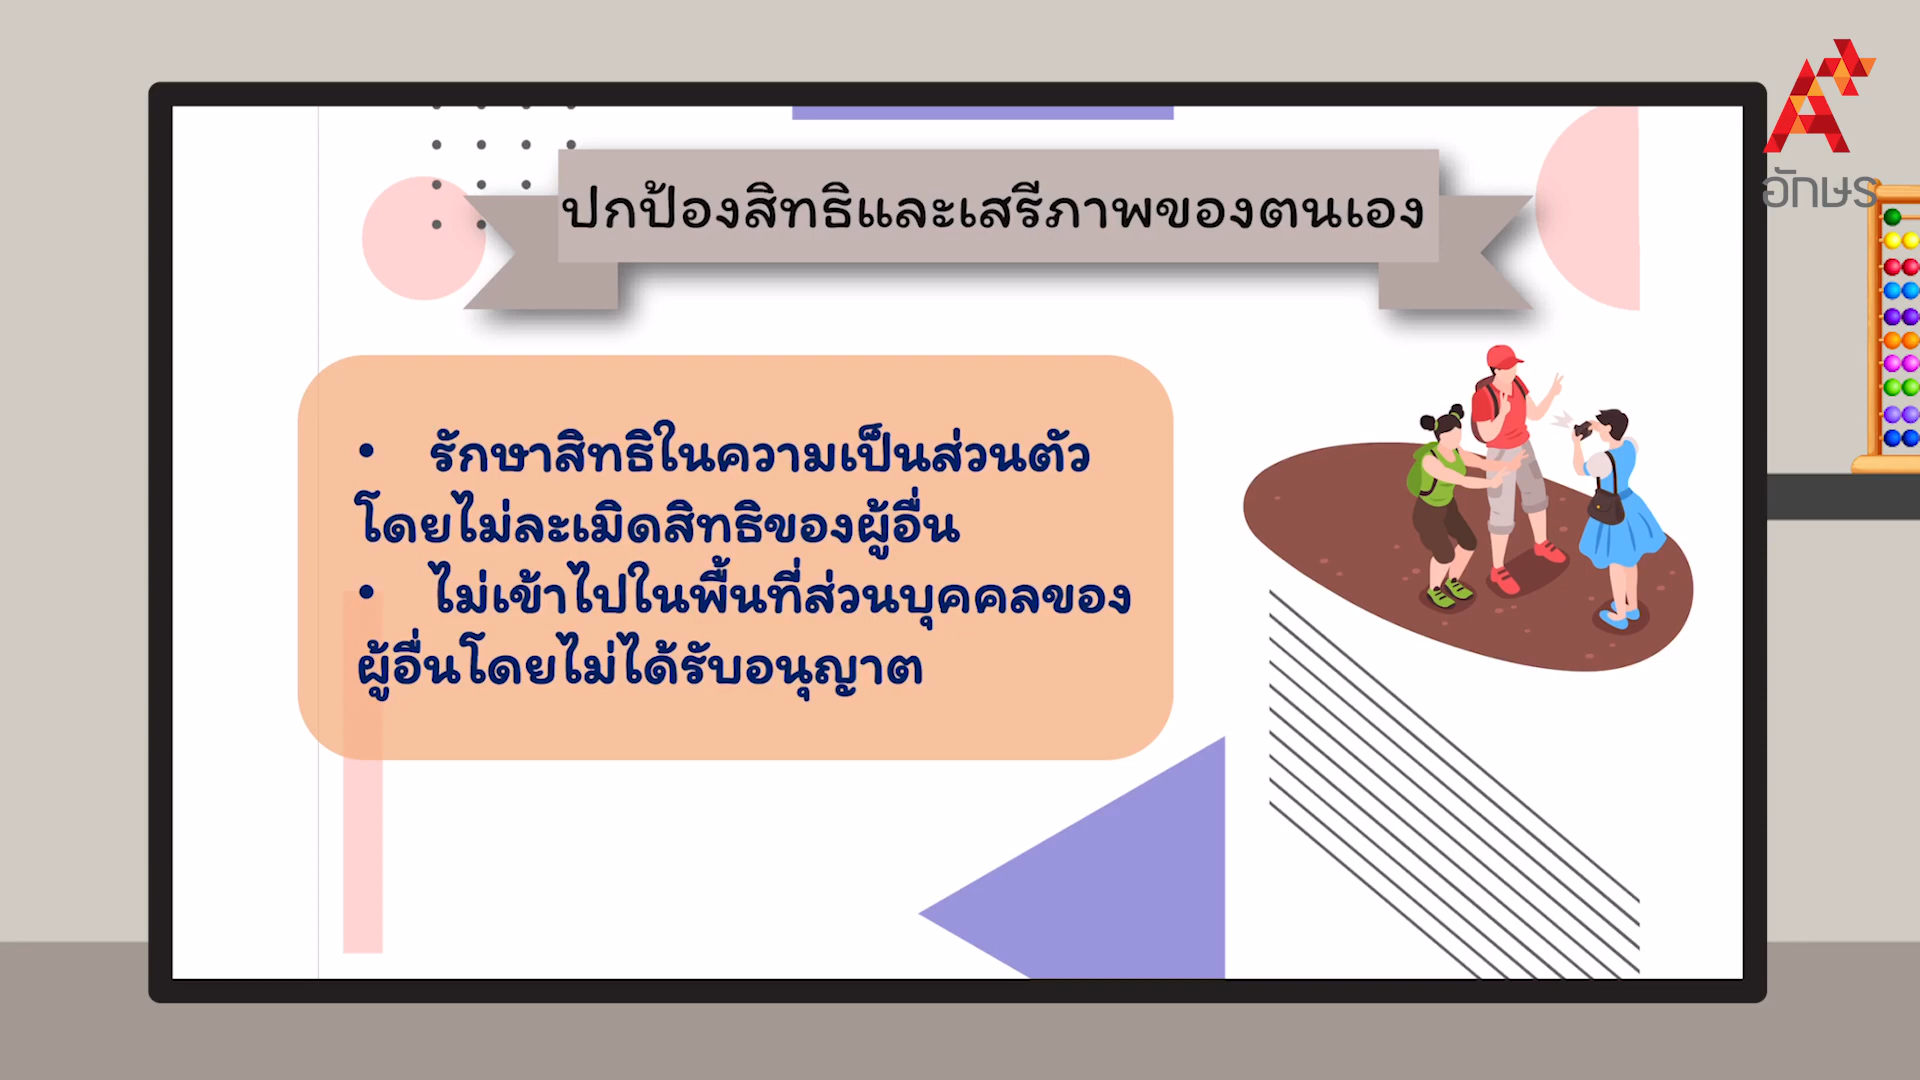 อักษร
ปกป้องสิทธิและเสรีภาพของตนเอง
• รักษาสิทธิในความเป็นส่วนตัว
โดยไม่ละเมิดสิทธิของผู้อื่น
• ไม่เข้าไปในพื้นที่ส่วนบุคคลของ
ผู้อื่นโดยไม่ได้รับอนุญาต